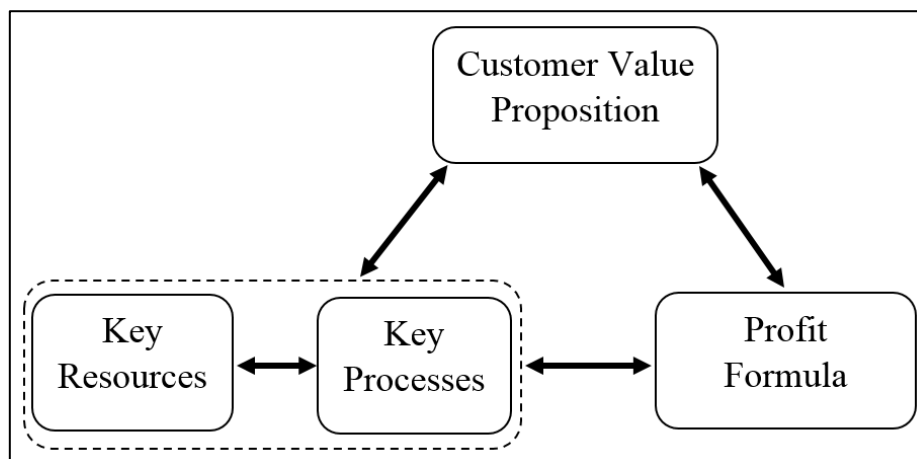 Customer Value
Proposition
Key
Resources
Key
Processes
Profit
Formula